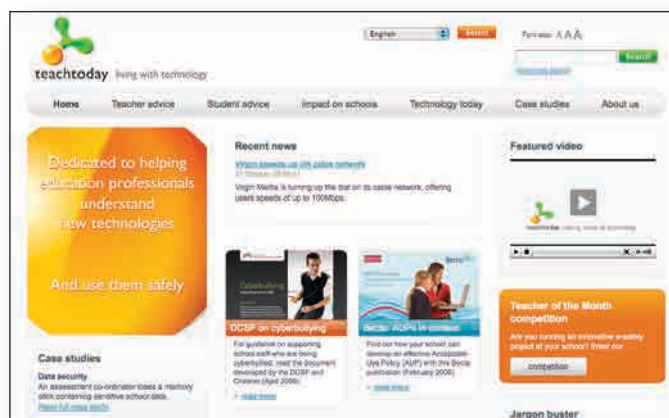 English
Select
Font size: A A A
Search
teachtoday living with technology
Home Teacher advice Student advice Impact on schools Technology today Case studies About us
Dedicated to helping
education professionals
understand
new technologies
And use them safely
Recent news
Virgin speeds up UK cable network
Virgin Media is turning up the dial on its cable network, offering
users speeds of up to 100Mbps.
Featured video
Cyberbullying
DCSF on cyberbullying
For guidance on supporting
school staff who are being
cyberbullied, read the document
developed by the DCSF and
Childnet (April 2009)
> read more
Becta
Becta: AUPs in context
Find out how your school can
develop an effective Acceptable
Use Policy (AUP) with this Becta
publication (February 2009)
> read more
Teacher of the
Month
competition
Are you running an innovative e-safety
project at your school? Enter our
competition
Case studies
Data security
An assessment co-ordinator loses a memory
stick containing sensitive school data.
Read full case study
Jargon buster